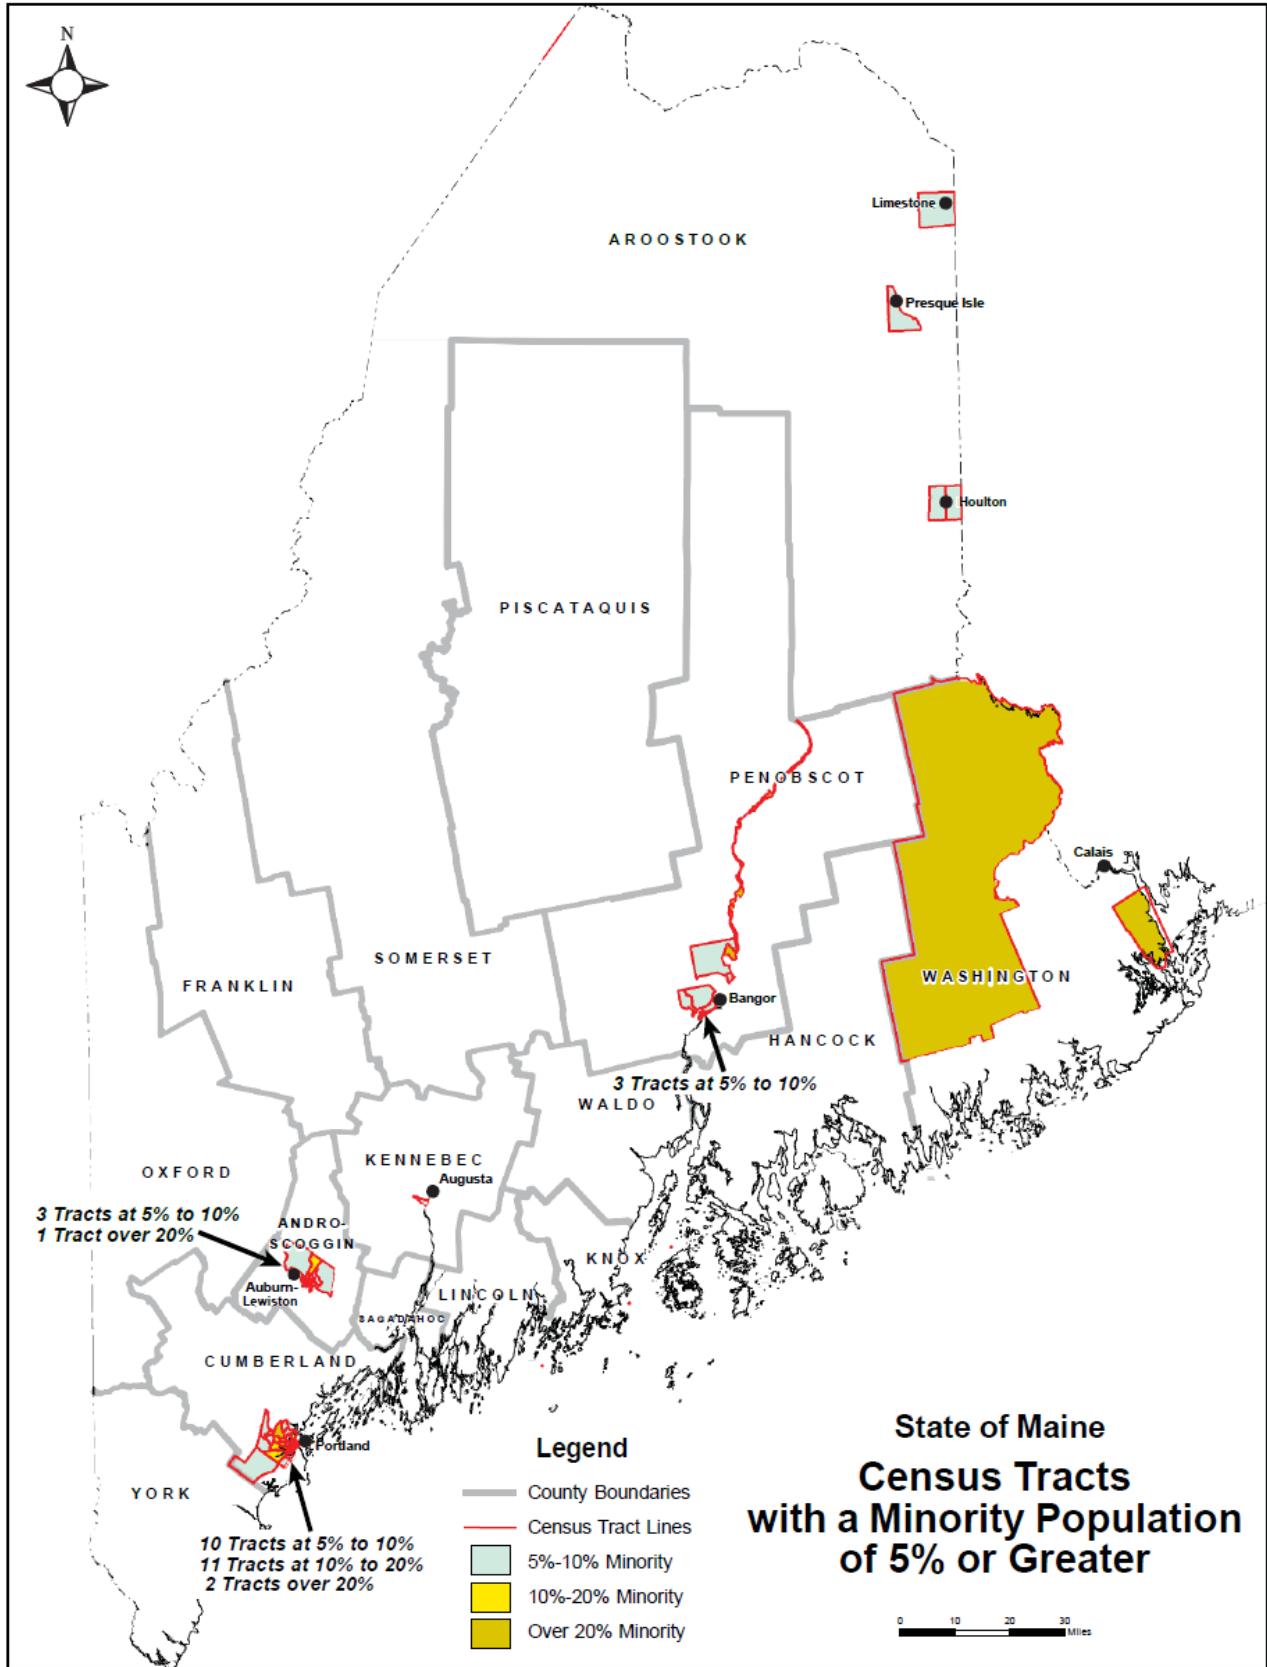 N
Limestone
AROOSTOOK
Presque Isle
Houlton
PISCATAQUIS
PENOBSCOT
Calais
SOMERSET
FRANKLIN
WASHINGTON
Bangor
HANCOCK
3 Tracts at 5% to 10%
WALDO
OXFORD
KENNEBEC
Augusta
3 Tracts at 5% to 10%
1 Tract over 20%
ANDRO-
SCOGGIN
KNOX
Auburn-
Lewiston
LINCOLN
SAGADAHOC
CUMBERLAND
Portland
YORK
10 Tracts at 5% to 10%
11 Tracts at 10% to 20%
2 Tracts over 20%
Legend
County Boundaries
Census Tract Lines
5%-10% Minority
10%-20% Minority
Over 20% Minority
State of Maine
Census Tracts
with a Minority Population
of 5% or Greater
0 10 20 30
Miles